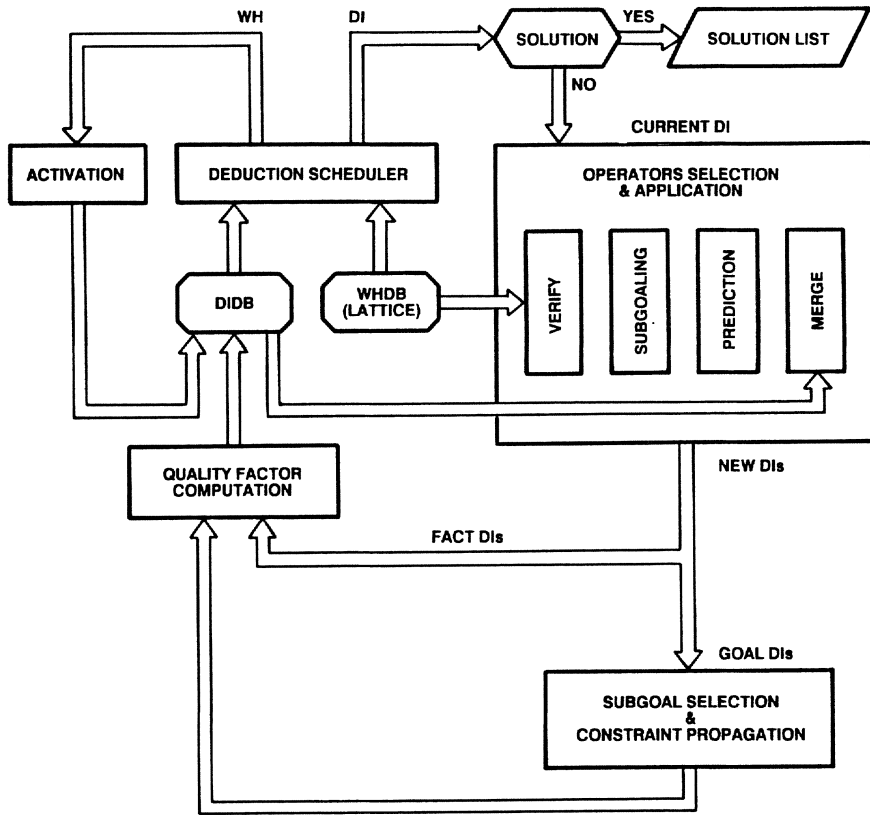 WH
DI
YES
SOLUTION
SOLUTION LIST
NO
CURRENT DI
ACTIVATION
DEDUCTION SCHEDULER
OPERATORS SELECTION
& APPLICATION
VERIFY
SUBGOALING
PREDICTION
MERGE
DIDB
WHDB
(LATTICE)
QUALITY FACTOR
COMPUTATION
NEW DIs
FACT DIs
GOAL DIs
SUBGOAL SELECTION
&
CONSTRAINT PROPAGATION